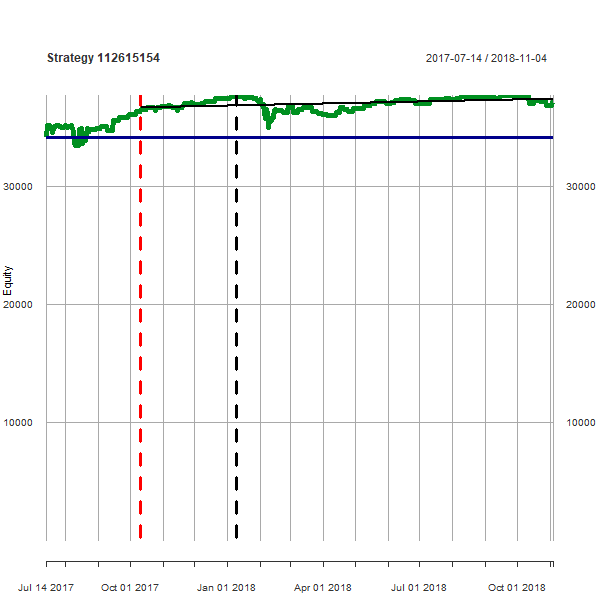 Strategy 112615154
2017-07-14 / 2018-11-04
30000
30000
Equity
20000
20000
10000
10000
Jul 14 2017
Oct 01 2017
Jan 01 2018
Apr 01 2018
Jul 01 2018
Oct 01 2018